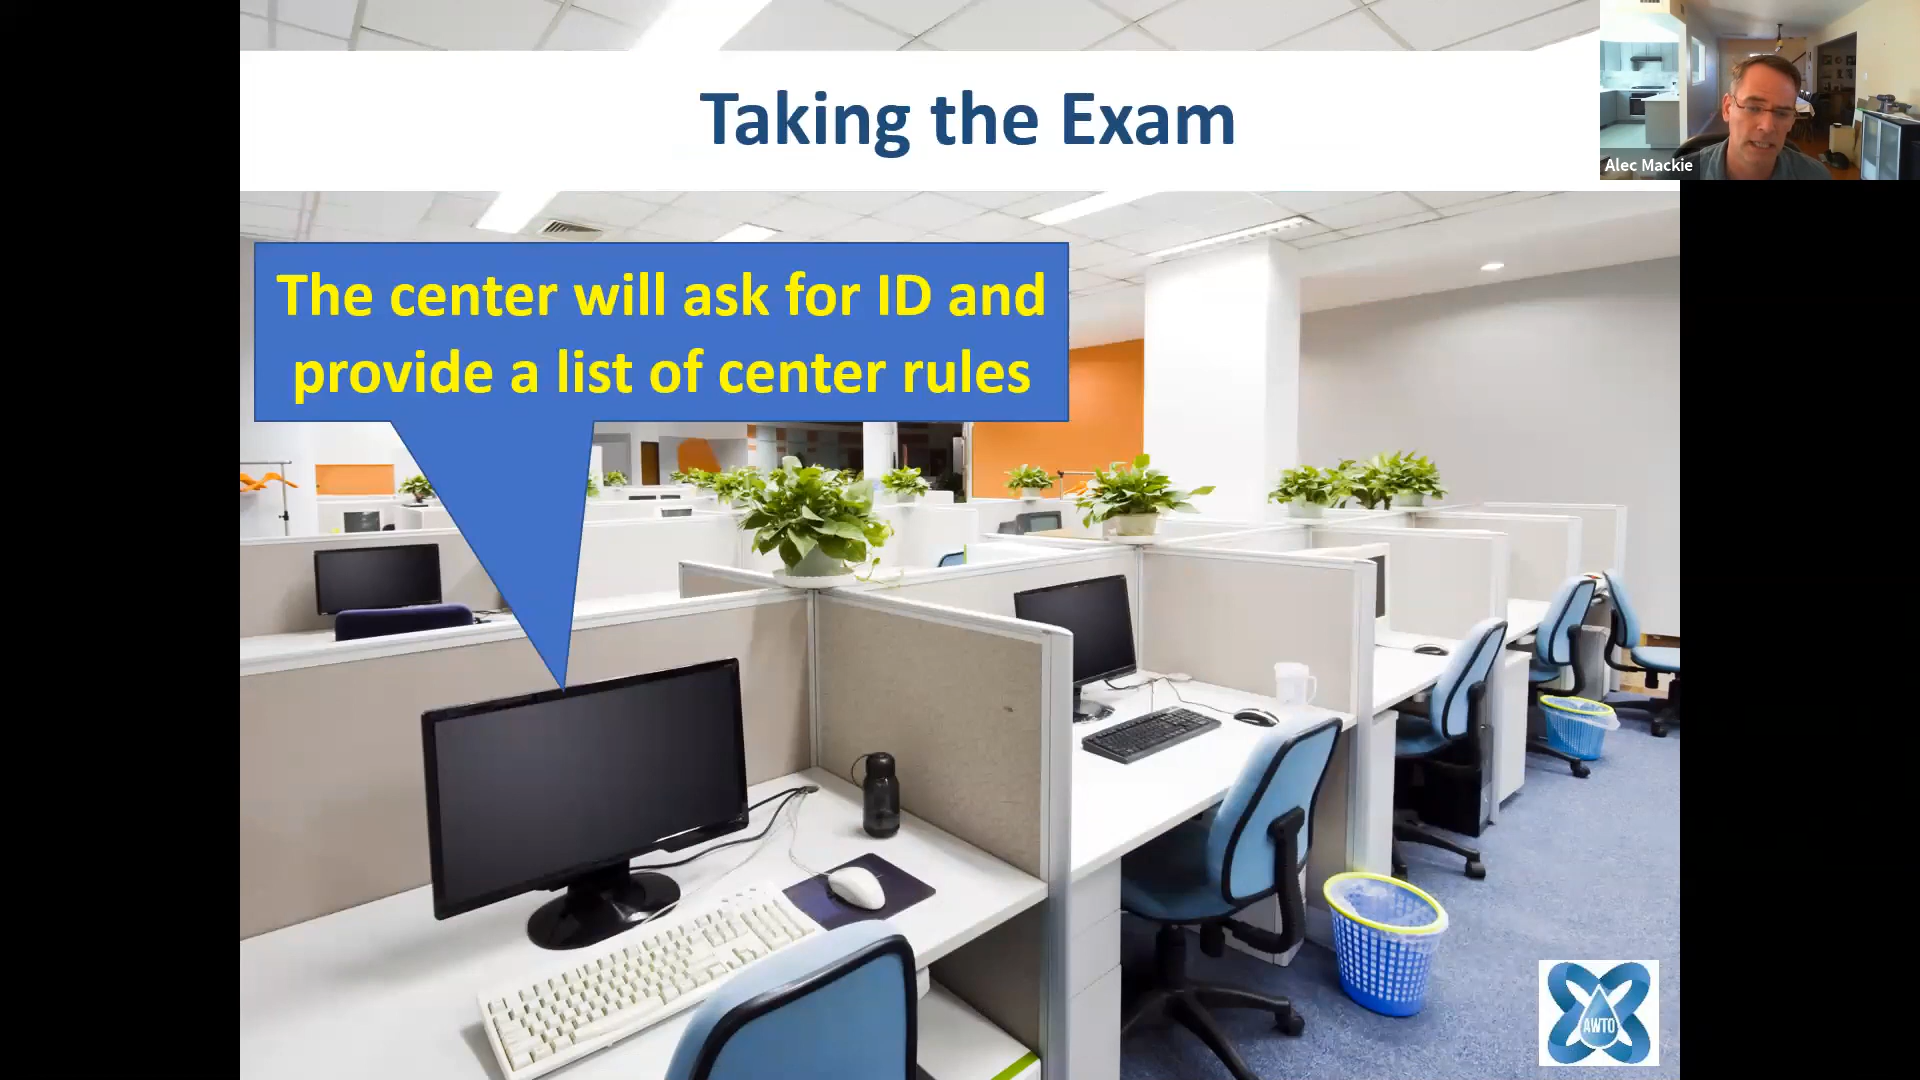 Taking the Exam
Alec Mackie
The center will ask for ID and
provide a list of center rules
AWTO